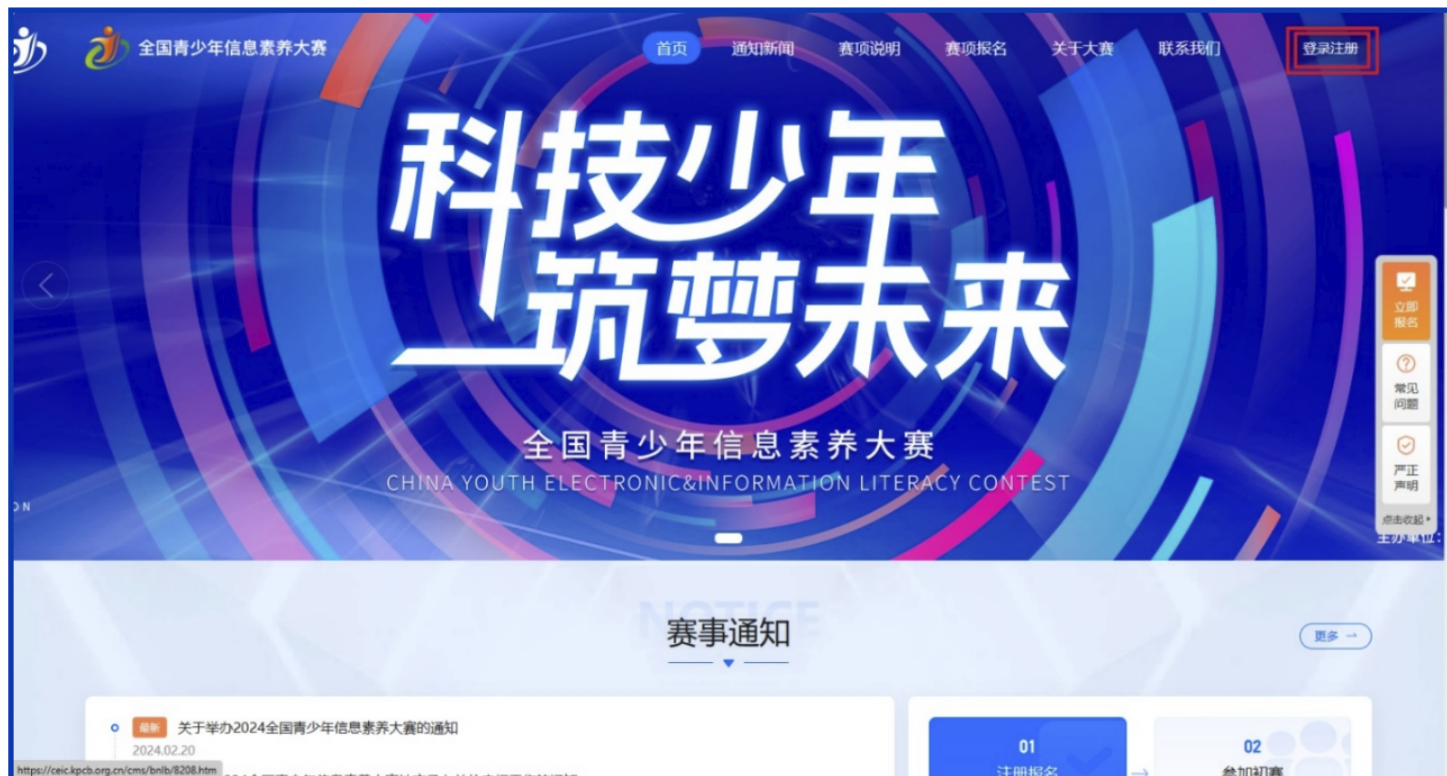 全国青少年信息素养大赛
首页 通知新闻 赛项说明 赛项报名 关于大赛 联系我们 登录注册
科技少年
筑梦未来
全国青少年信息素养大赛
CHINA YOUTH ELECTRONIC&INFORMATION LITERACY CONTEST
ON
立即
报名
常见
问题
严正
声明
点击收起
主办单位:
NOTICE
赛事通知
更多 →
最新 关于举办2024全国青少年信息素养大赛的通知
2024.02.20
01
注册报名
→
02
参加初赛
https://ceic.kpcb.org.cn/cms/bnlb/8208.htm